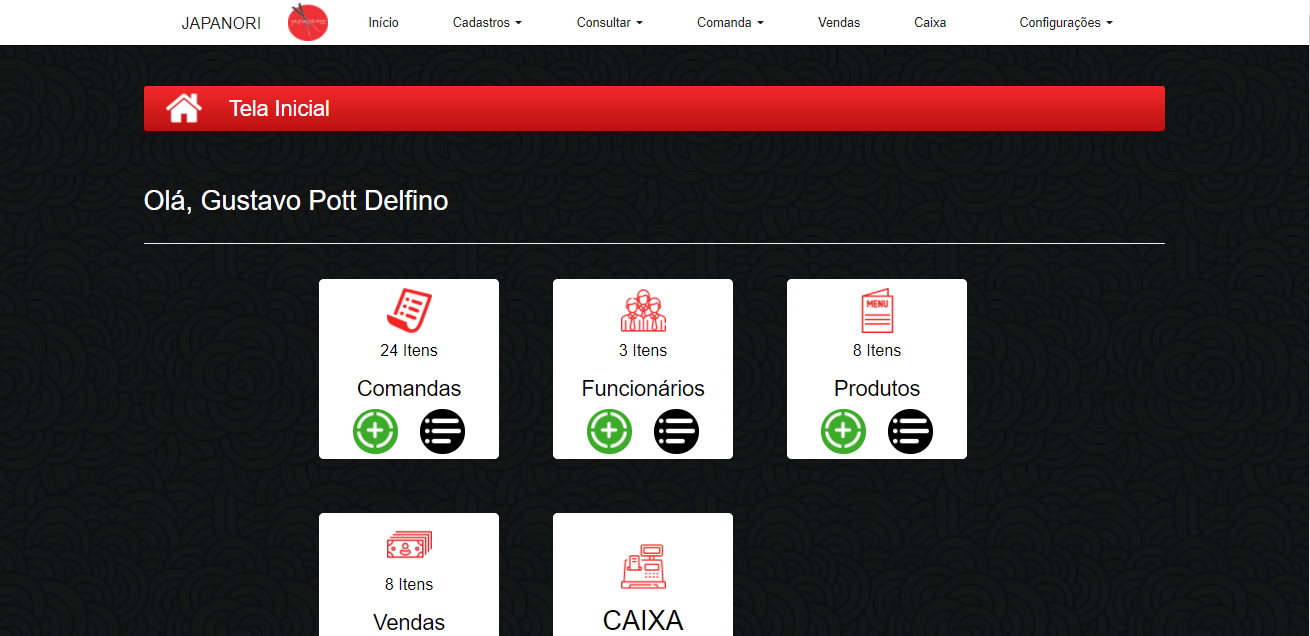 JAPANORI Início Cadastros Consultar Comanda Vendas Caixa Configurações
Tela Inicial
Olá, Gustavo Pott Delfino
MENU
24 Itens 3 Itens 8 Itens
Comandas Funcionários Produtos
8 Itens
Vendas CAIXA